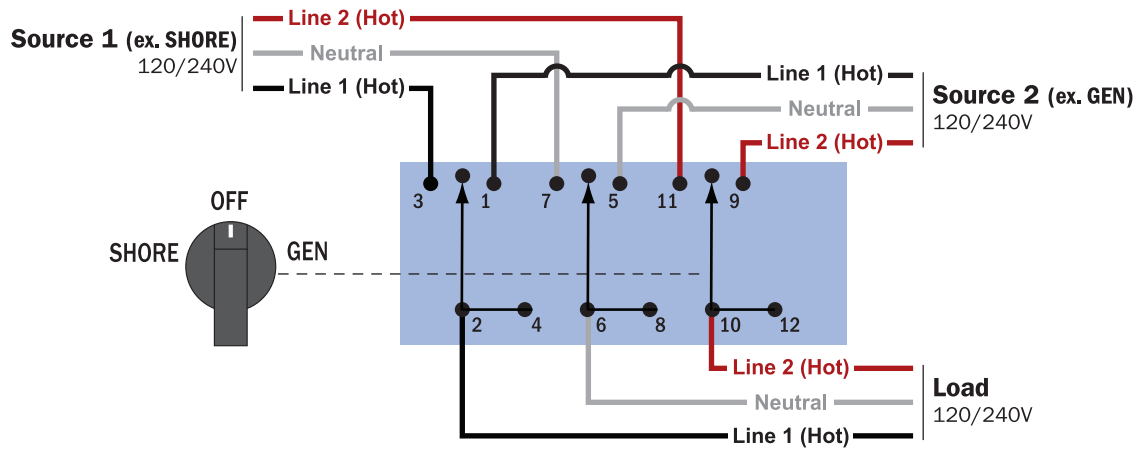 Source 1 (ex. SHORE)
120/240V
Line 2 (Hot)
Neutral
Line 1 (Hot)
Line 1 (Hot)
Neutral
Line 2 (Hot)
Source 2 (ex. GEN)
120/240V
3 1 7 5 11 9
OFF
SHORE GEN
2 4 6 8 10 12
Line 2 (Hot)
Neutral
Line 1 (Hot)
Load
120/240V